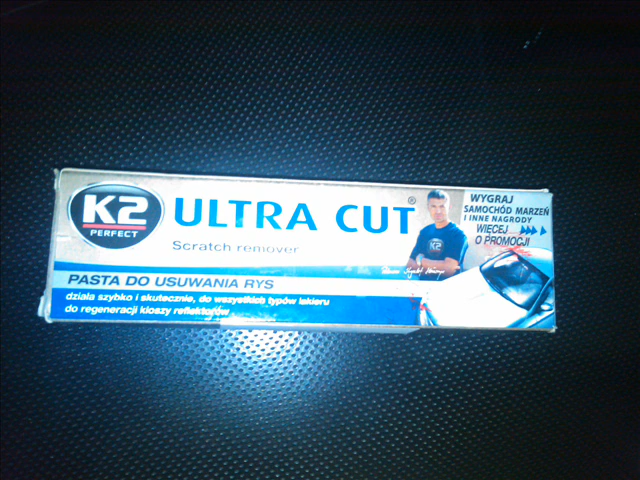 K2
PERFECT
ULTRA CUT®
Scratch remover
PASTA DO USUWANIA RYS
działa szybko i skutecznie, do wszystkich typów lakieru
do regeneracji kloszy reflektorów
K2
WYGRAJ
SAMOCHÓD MARZEŃ
I INNE NAGRODY
WIĘCEJ
O PROMOCJI